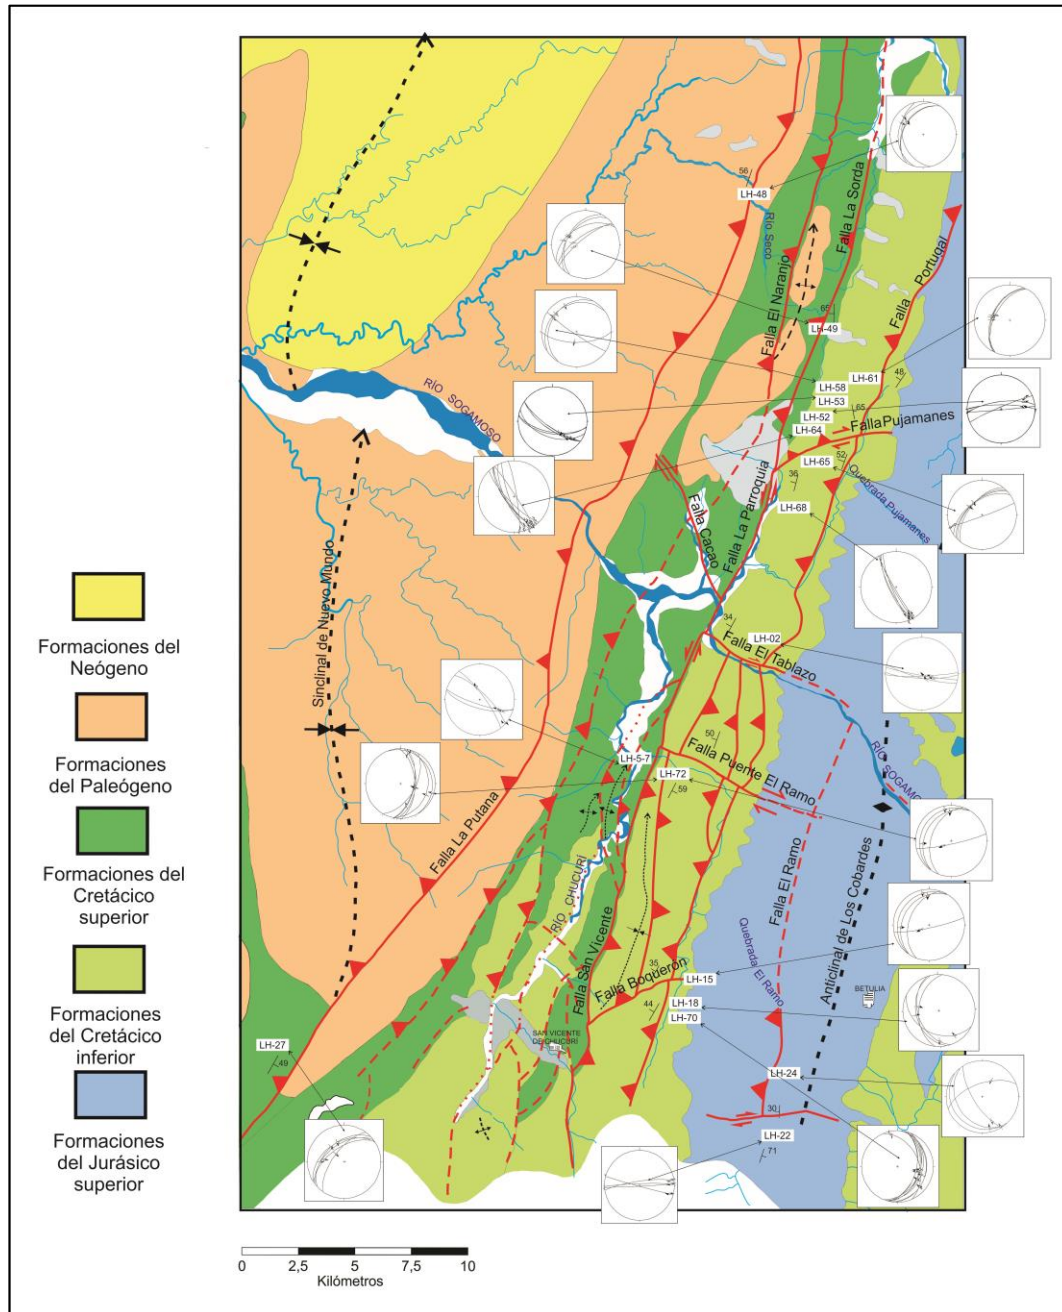 56
LH-48
Río Seco
Falla El Naranjo
Falla La Sorda
Falla Portugal
65
LH-49
LH-61
48
LH-58
LH-53
LH-52
65
LH-64
Falla Pujamanes
52
LH-65
36
Quebrada Pujamanes
LH-68
RÍO SOGAMOSO
Falla Cacao
Falla La Parroquia
Sinclinal de Nuevo Mundo
34
LH-02
Falla El Tablazo
50
LH-5-7
Falla Puente El Ramo
LH-72
59
RÍO SOGAMO
Falla La Putana
RÍO CHUCURÍ
Falla El Ramo
Anticlinal de Los Cobardes
Falla San Vicente
Quebrada El Ramo
35
Falla Boquerón
LH-15
BETULIA
LH-18
44
LH-70
SAN VICENTE
DE CHUCURÍ
LH-27
49
LH-24
30
LH-22
71
Formaciones del
Neógeno
Formaciones
del Paleógeno
Formaciones del
Cretácico
superior
Formaciones
del Cretácico
inferior
Formaciones
del Jurásico
superior
0
2,5
5
7,5
10
Kilómetros